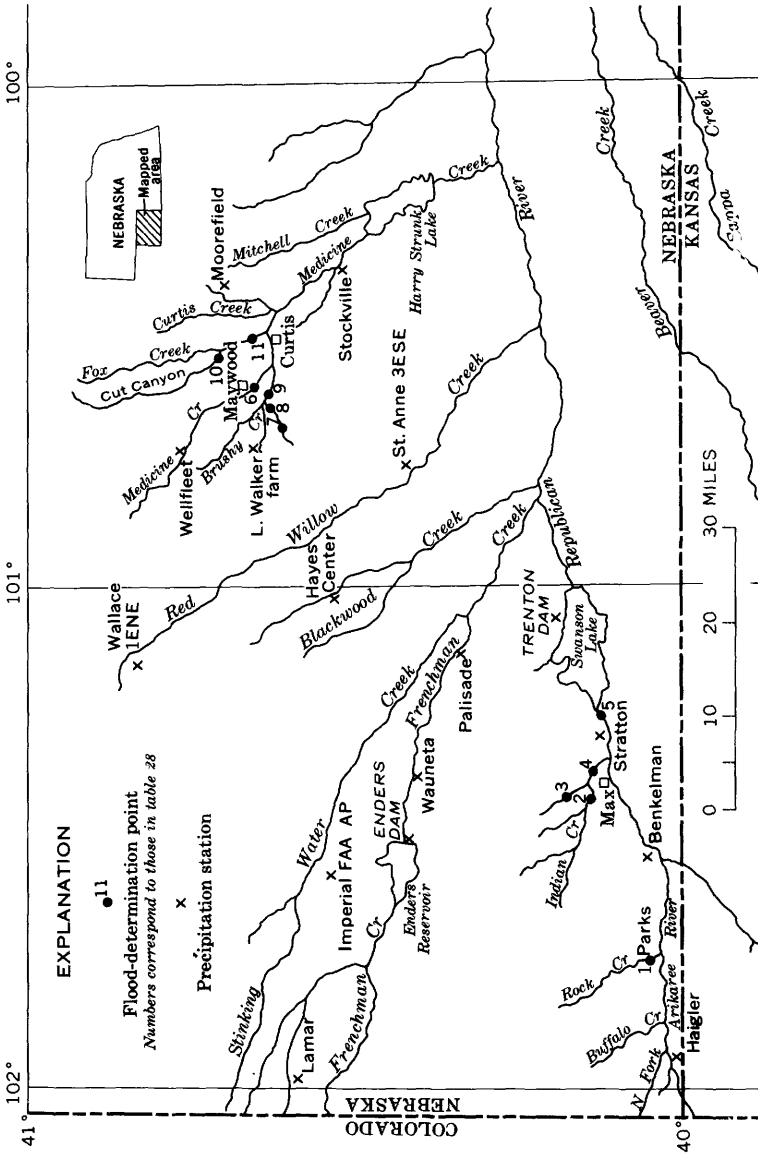 41°
40°
102°
101°
100°
EXPLANATION
11
Flood-determination point
Numbers correspond to those in table 28
Precipitation station
NEBRASKA
Mapped
area
COLORADO
NEBRASKA
NEBRASKA
KANSAS
Wallace
1ENE
Red
Willow
Creek
Hayes
Center
Blackwood
Creek
St. Anne 3ESE
Medicine
Cr
Wellfleet
Brushy
Cr
L. Walker
farm
Maywood
6
7
8
9
10
11
Fox
Creek
Cut Canyon
Curtis
Creek
Curtis
Moorefield
Mitchell
Creek
Medicine
Creek
Stockville
Harry Strunk
Lake
Stinking
Water
Creek
Lamar
Imperial FAA AP
Frenchman
Cr
Enders
Reservoir
ENDERS
DAM
Wauneta
Frenchman
Palisade
Creek
TRENTON
DAM
Swanson
Lake
Republican
River
Stratton
5
4
3
2
Max
Indian
Cr
Benkelman
1
Parks
Rock
Cr
Buffalo
Cr
Arikaree
River
Haigler
N Fork
Beaver
Creek
Sappa
Creek
0
5
10
20
30 MILES